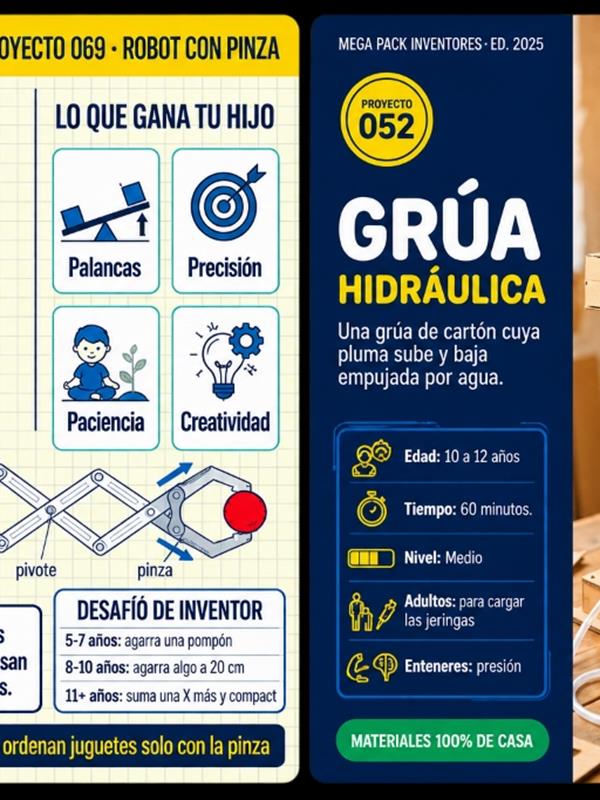 OYECTO 069 · ROBOT CON PINZA
LO QUE GANA TU HIJO
Palancas
Precisión
Paciencia
Creatividad
pivote
pinza
s
san
s.
DESAFÍÓ DE INVENTOR
5-7 años: agarra una pompón
8-10 años: agarra algo a 20 cm
11+ años: suma una X más y compact
ordenan juguetes solo con la pinza
MEGA PACK INVENTORES · ED. 2025
PROYECTO
052
GRÚA
HIDRÁULICA
Una grúa de cartón cuya
pluma sube y baja
empujada por agua.
Edad: 10 a 12 años
Tiempo: 60 minutos.
Nivel: Medio
Adultos: para cargar
las jeringas
Enteneres: presión
MATERIALES 100% DE CASA